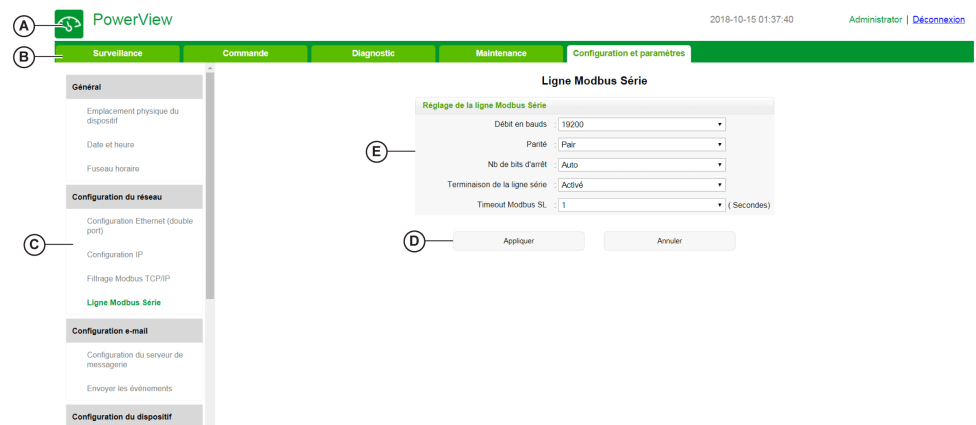 A
PowerView
2018-10-15 01:37:40
Administrator | Déconnexion
B
Surveillance
Commande
Diagnostic
Maintenance
Configuration et paramètres
C
Général
Emplacement physique du
dispositif
Date et heure
Fuseau horaire
Configuration du réseau
Configuration Ethernet (double
port)
Configuration IP
Filtrage Modbus TCP/IP
Ligne Modbus Série
Configuration e-mail
Configuration du serveur de
messagerie
Envoyer les événements
Configuration du dispositif
Ligne Modbus Série
Réglage de la ligne Modbus Série
E
Débit en bauds : 19200
Parité : Pair
Nb de bits d'arrêt : Auto
Terminaison de la ligne série : Activé
Timeout Modbus SL : 1 ( Secondes)
D
Appliquer
Annuler